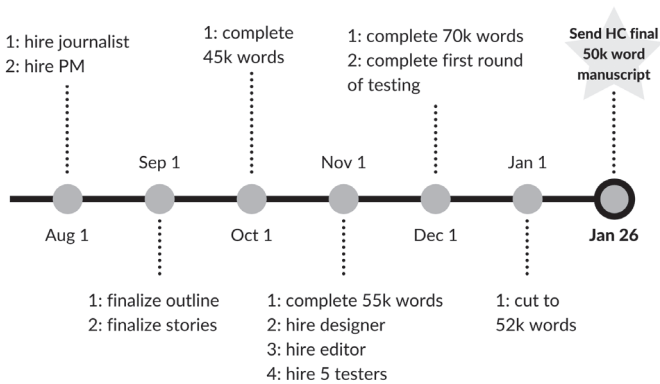 1: hire journalist
2: hire PM
1: complete
45k words
1: complete 70k words
2: complete first round
of testing
Send HC final
50k word
manuscript
Sep 1
Nov 1
Jan 1
Aug 1
Oct 1
Dec 1
Jan 26
1: finalize outline
2: finalize stories
1: complete 55k words
2: hire designer
3: hire editor
4: hire 5 testers
1: cut to
52k words